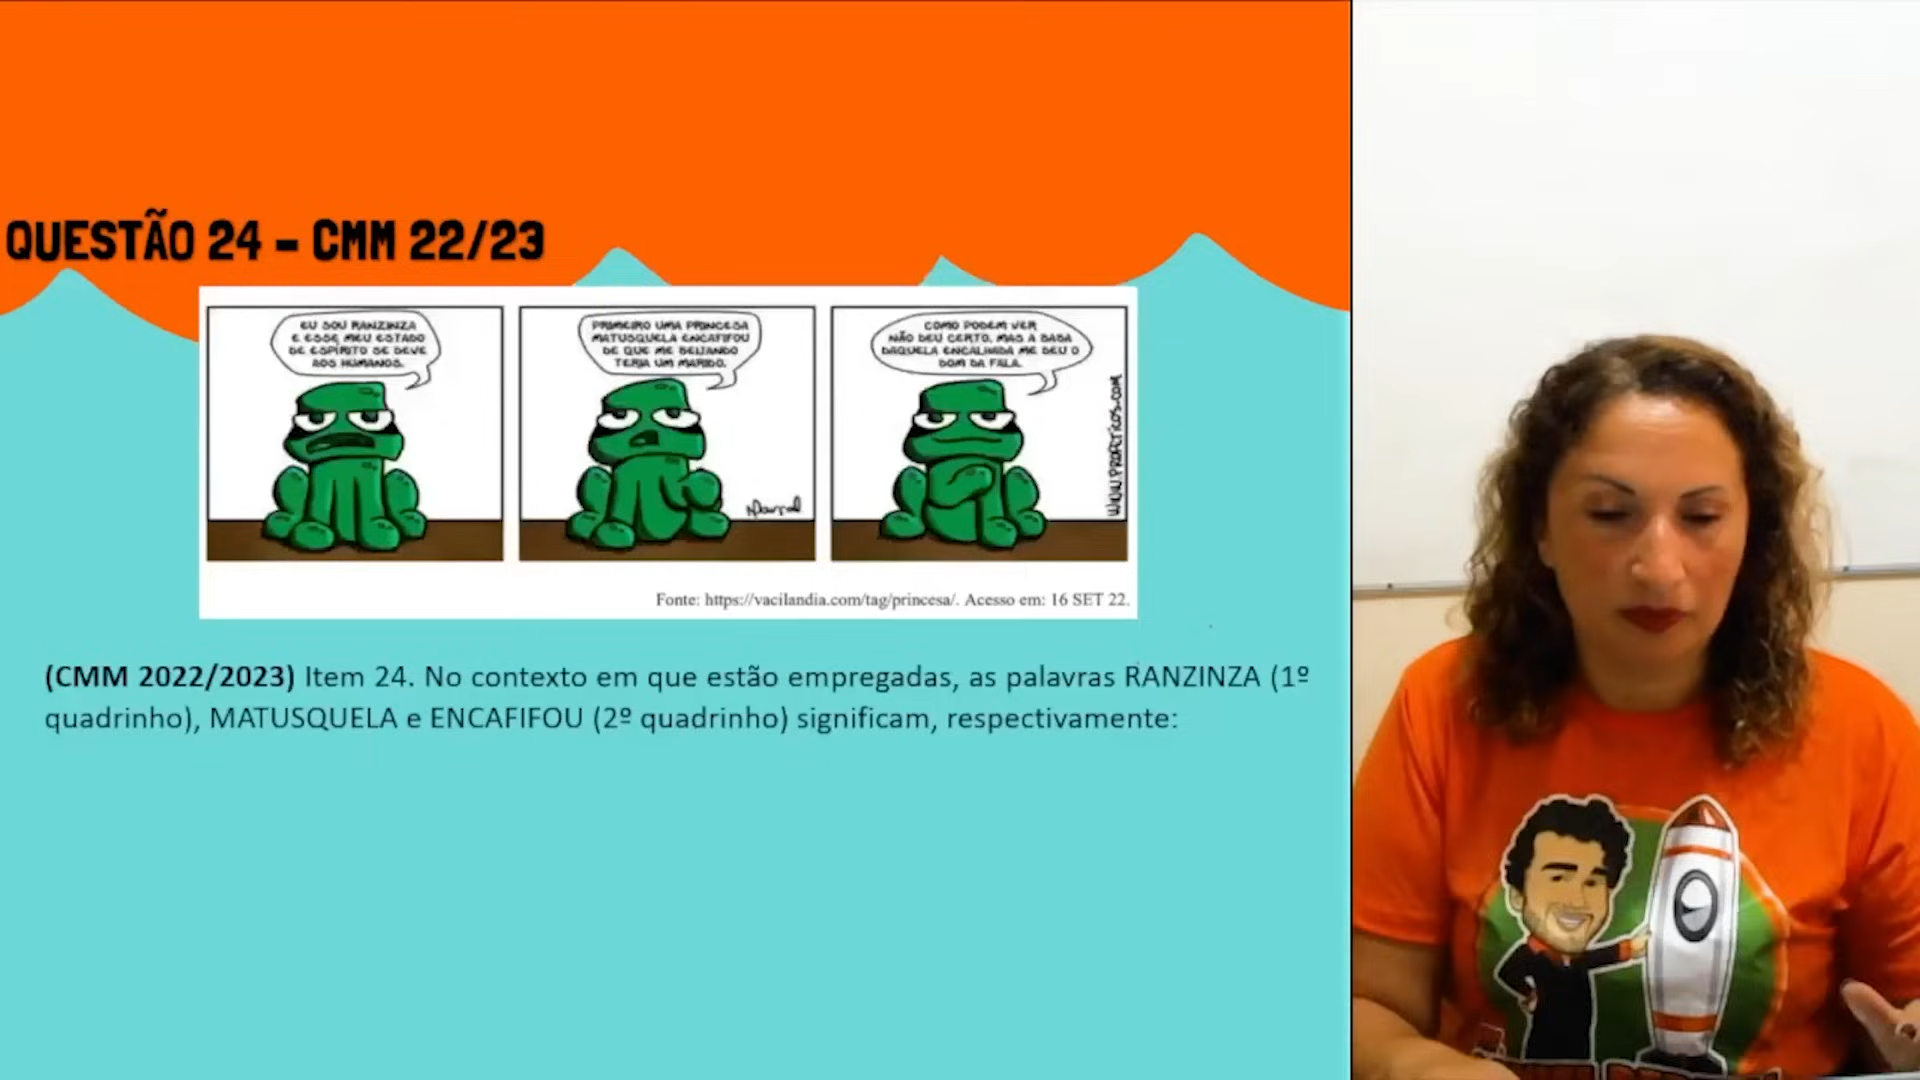 QUESTÃO 24 - CMM 22/23
EU SOU RANZINZA
E ESSE MEU ESTADO
DE ESPÍRITO SE DEVE
AOS HUMANOS.
PRIMEIRO UMA PRINCESA
MATUSQUELA ENCAFIFOU
DE QUE ME BEIJANDO
TERIA UM MARIDO.
COMO PODEM VER
NÃO DEU CERTO, MAS A BABA
DAQUELA ENCALHADA ME DEU O
DOM DA FALA.
Fonte: https://vacilandia.com/tag/princesa/. Acesso em: 16 SET 22.
(CMM 2022/2023) Item 24. No contexto em que estão empregadas, as palavras RANZINZA (1º
quadrinho), MATUSQUELA e ENCAFIFOU (2º quadrinho) significam, respectivamente: